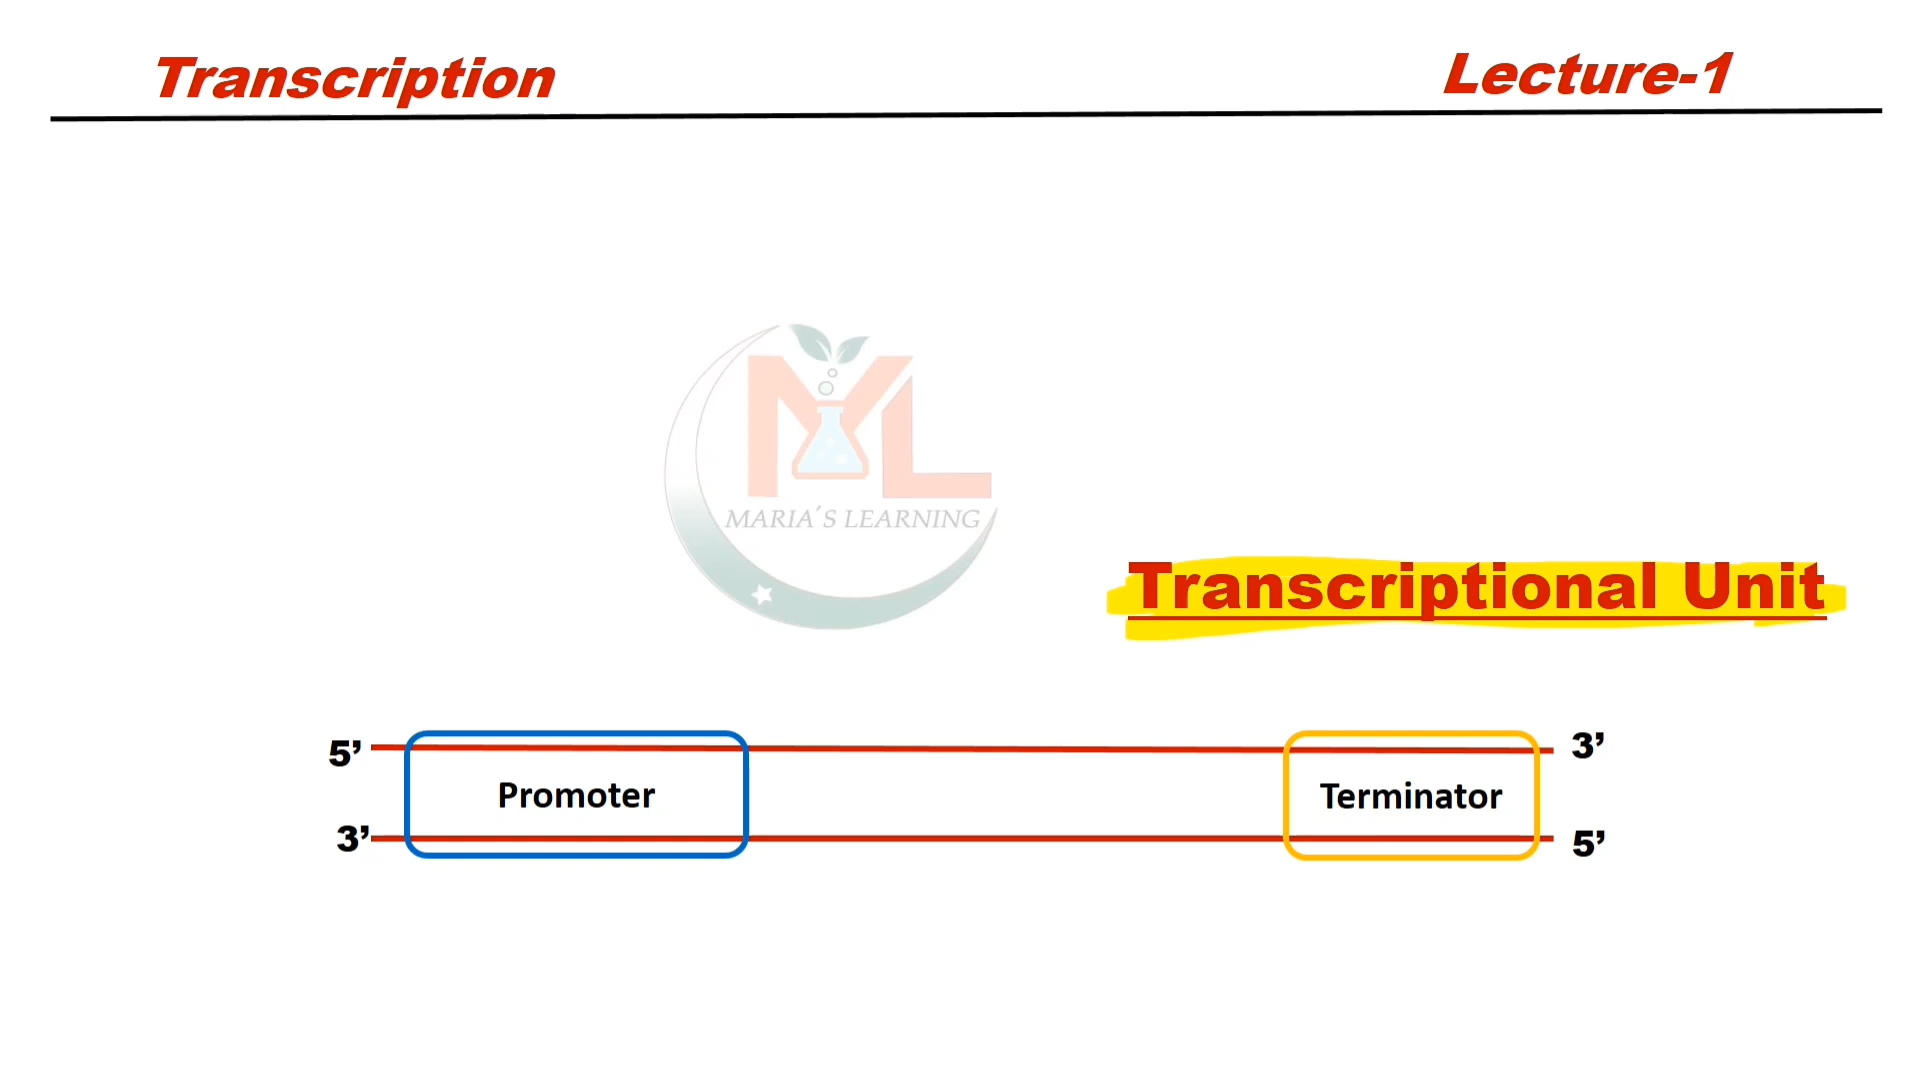 Transcription
Lecture-1
MARIA'S LEARNING
Transcriptional Unit
5’
3’
Promoter
Terminator
3’
5’